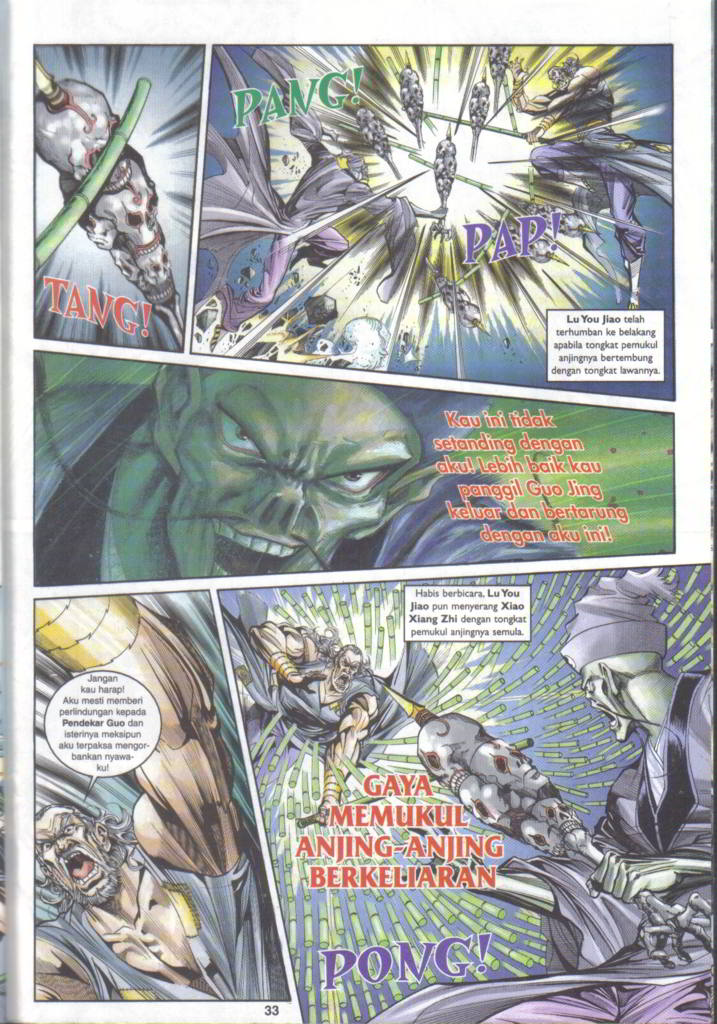 TANG!
PANG!
PAP!
Lu You Jiao telah
terhumban ke belakang
apabila tongkat pemukul
anjingnya bertembung
dengan tongkat lawannya.
Kau ini tidak
setanding dengan
aku! Lebih baik kau
panggil Guo Jing
keluar dan bertarung
dengan aku ini!
Jangan
kau harap!
Aku mesti memberi
perlindungan kepada
Pendekar Guo dan
isterinya meksipun
aku terpaksa mengor-
bankan nyawa-
ku!
Habis berbicara, Lu You
Jiao pun menyerang Xiao
Xiang Zhi dengan tongkat
pemukul anjingnya semula.
GAYA
MEMUKUL
ANJING-ANJING
BERKELIARAN
PONG!
33